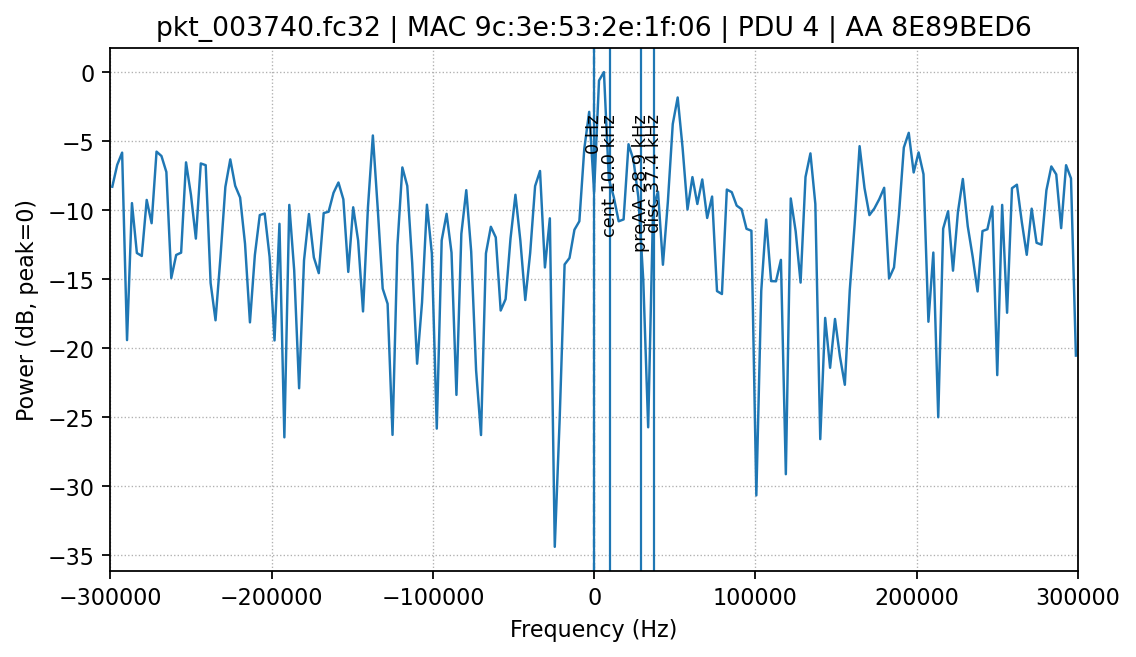 pkt_003740.fc32 | MAC 9c:3e:53:2e:1f:06 | PDU 4 | AA 8E89BED6
Power (dB, peak=0)
0
−5
−10
−15
−20
−25
−30
−35
0 Hz
cent 10.0 kHz
preAA 28.9 kHz
disc 37.4 kHz
−300000
−200000
−100000
0
100000
200000
300000
Frequency (Hz)